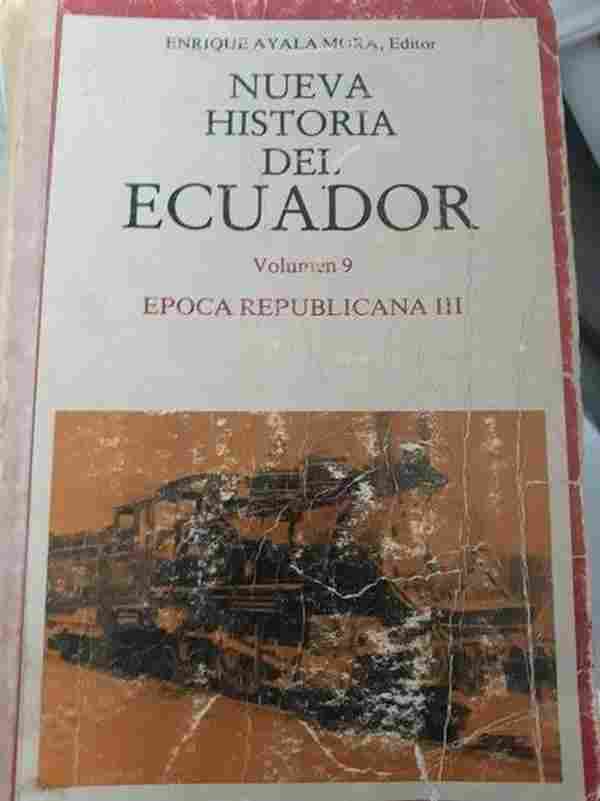 ENRIQUE AYALA MORA, Editor
NUEVA
HISTORIA
DEL
ECUADOR
Volumen 9
EPOCA REPUBLICANA III